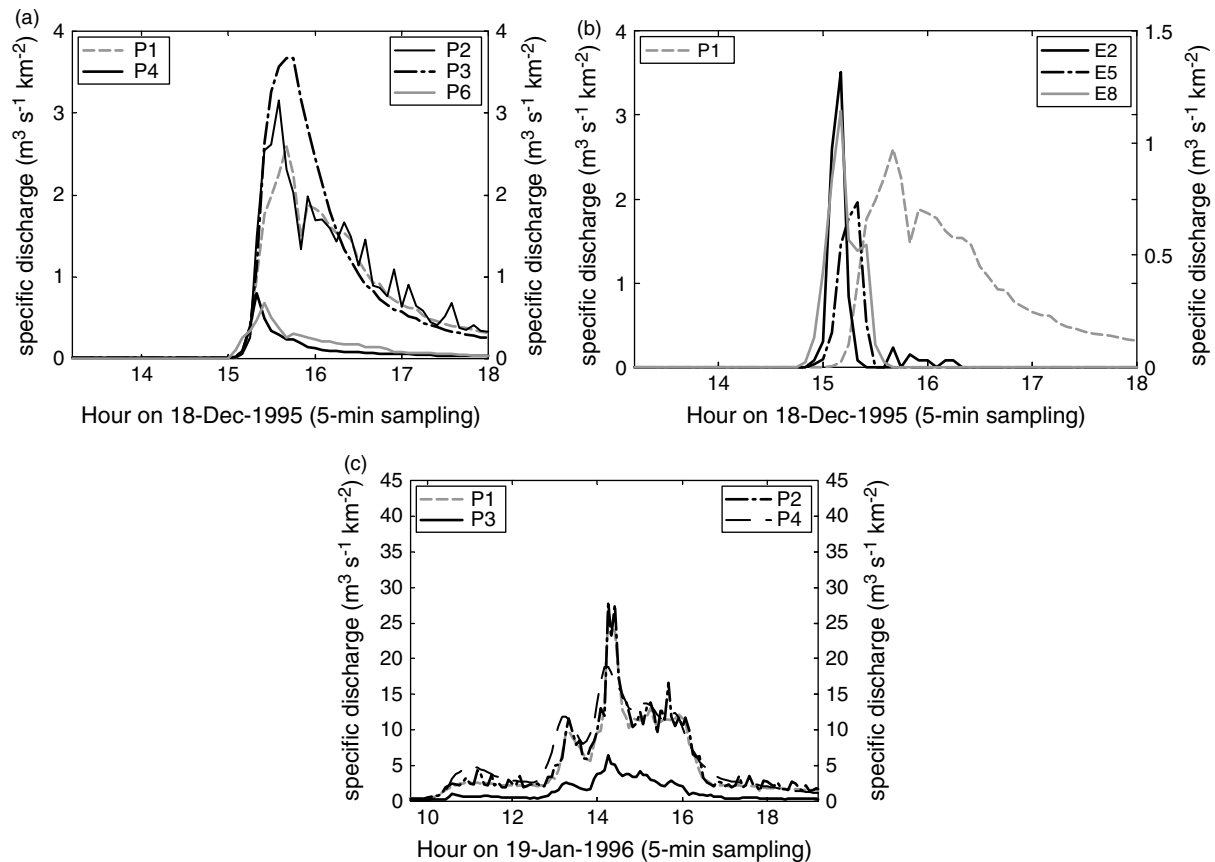 (a)
4
3
2
1
0
P1
P4
P2
P3
P6
4
3
2
1
0
14
15
16
17
18
specific discharge (m³ s⁻¹ km⁻²)
specific discharge (m³ s⁻¹ km⁻²)
Hour on 18-Dec-1995 (5-min sampling)
(b)
4
3
2
1
0
P1
E2
E5
E8
1.5
1
0.5
0
14
15
16
17
18
specific discharge (m³ s⁻¹ km⁻²)
specific discharge (m³ s⁻¹ km⁻²)
Hour on 18-Dec-1995 (5-min sampling)
(c)
45
40
35
30
25
20
15
10
5
0
P1
P3
P2
P4
45
40
35
30
25
20
15
10
5
0
10
12
14
16
18
specific discharge (m³ s⁻¹ km⁻²)
specific discharge (m³ s⁻¹ km⁻²)
Hour on 19-Jan-1996 (5-min sampling)